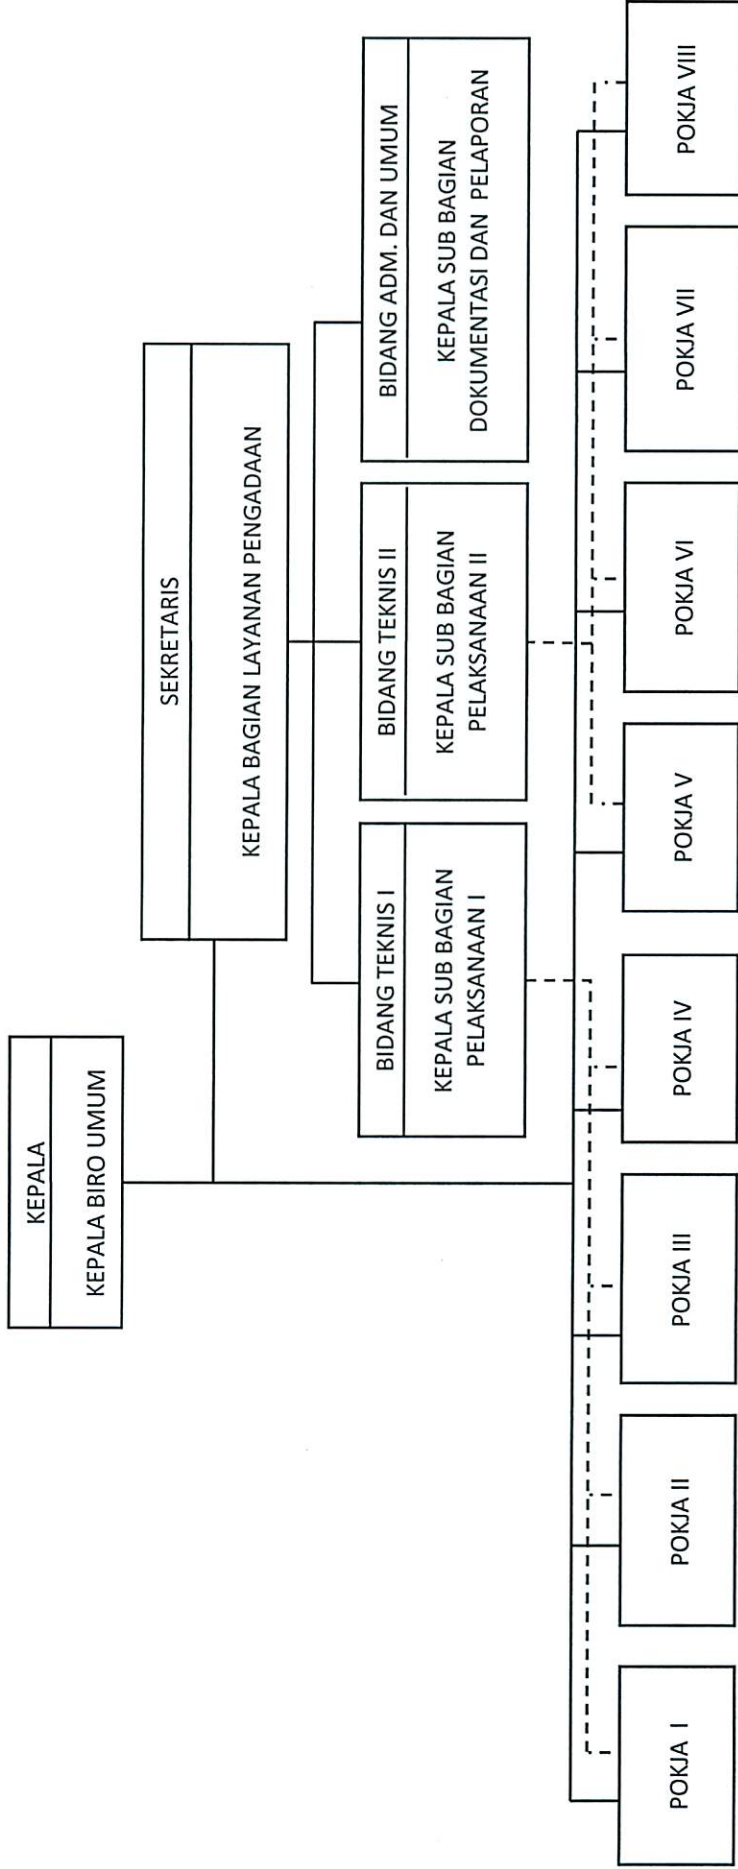 KEPALA
KEPALA BIRO UMUM
SEKRETARIS
KEPALA BAGIAN LAYANAN PENGADAAN
BIDANG TEKNIS I
KEPALA SUB BAGIAN
PELAKSANAAN I
BIDANG TEKNIS II
KEPALA SUB BAGIAN
PELAKSANAAN II
BIDANG ADM. DAN UMUM
KEPALA SUB BAGIAN
DOKUMENTASI DAN PELAPORAN
POKJA I
POKJA II
POKJA III
POKJA IV
POKJA V
POKJA VI
POKJA VII
POKJA VIII